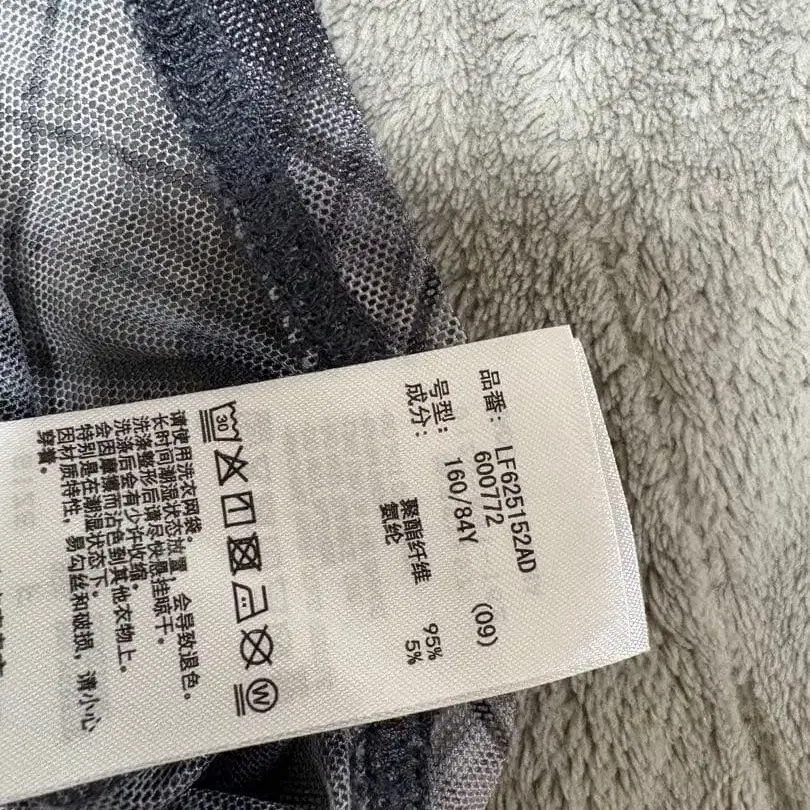 品番: LF625152AD
600772 (09)
号型: 160/84Y
成分:
聚酯纤维 95%
氨纶 5%
30
W
请使用洗衣网袋。
长时间潮湿状态放置，会导致退色。
洗涤整形后请尽快悬挂晾干。
洗涤后会有少许收缩。
会因摩擦而沾色到其他衣物上。
特别是在潮湿状态下。
因材质特性，易勾丝和破损，请小心
穿着。